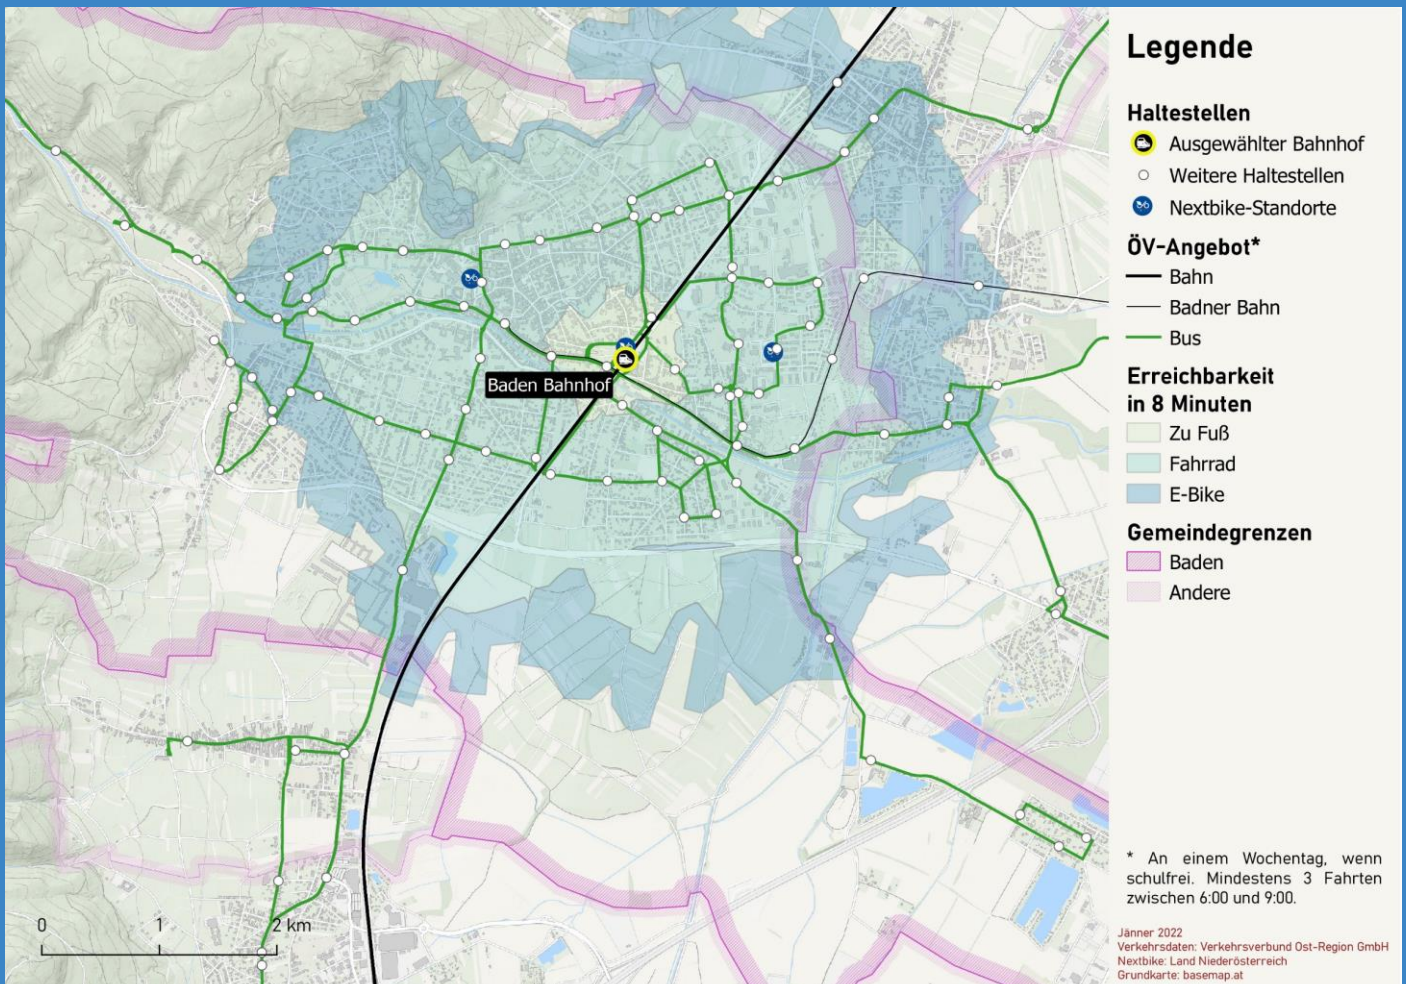 Legende
Haltestellen
Ausgewählter Bahnhof
Weitere Haltestellen
Nextbike-Standorte
ÖV-Angebot*
Bahn
Badner Bahn
Bus
Erreichbarkeit
in 8 Minuten
Zu Fuß
Fahrrad
E-Bike
Gemeindegrenzen
Baden
Andere
Baden Bahnhof
0 1 2 km
* An einem Wochentag, wenn
schulfrei. Mindestens 3 Fahrten
zwischen 6:00 und 9:00.
Jänner 2022
Verkehrsdaten: Verkehrsverbund Ost-Region GmbH
Nextbike: Land Niederösterreich
Grundkarte: basemap.at